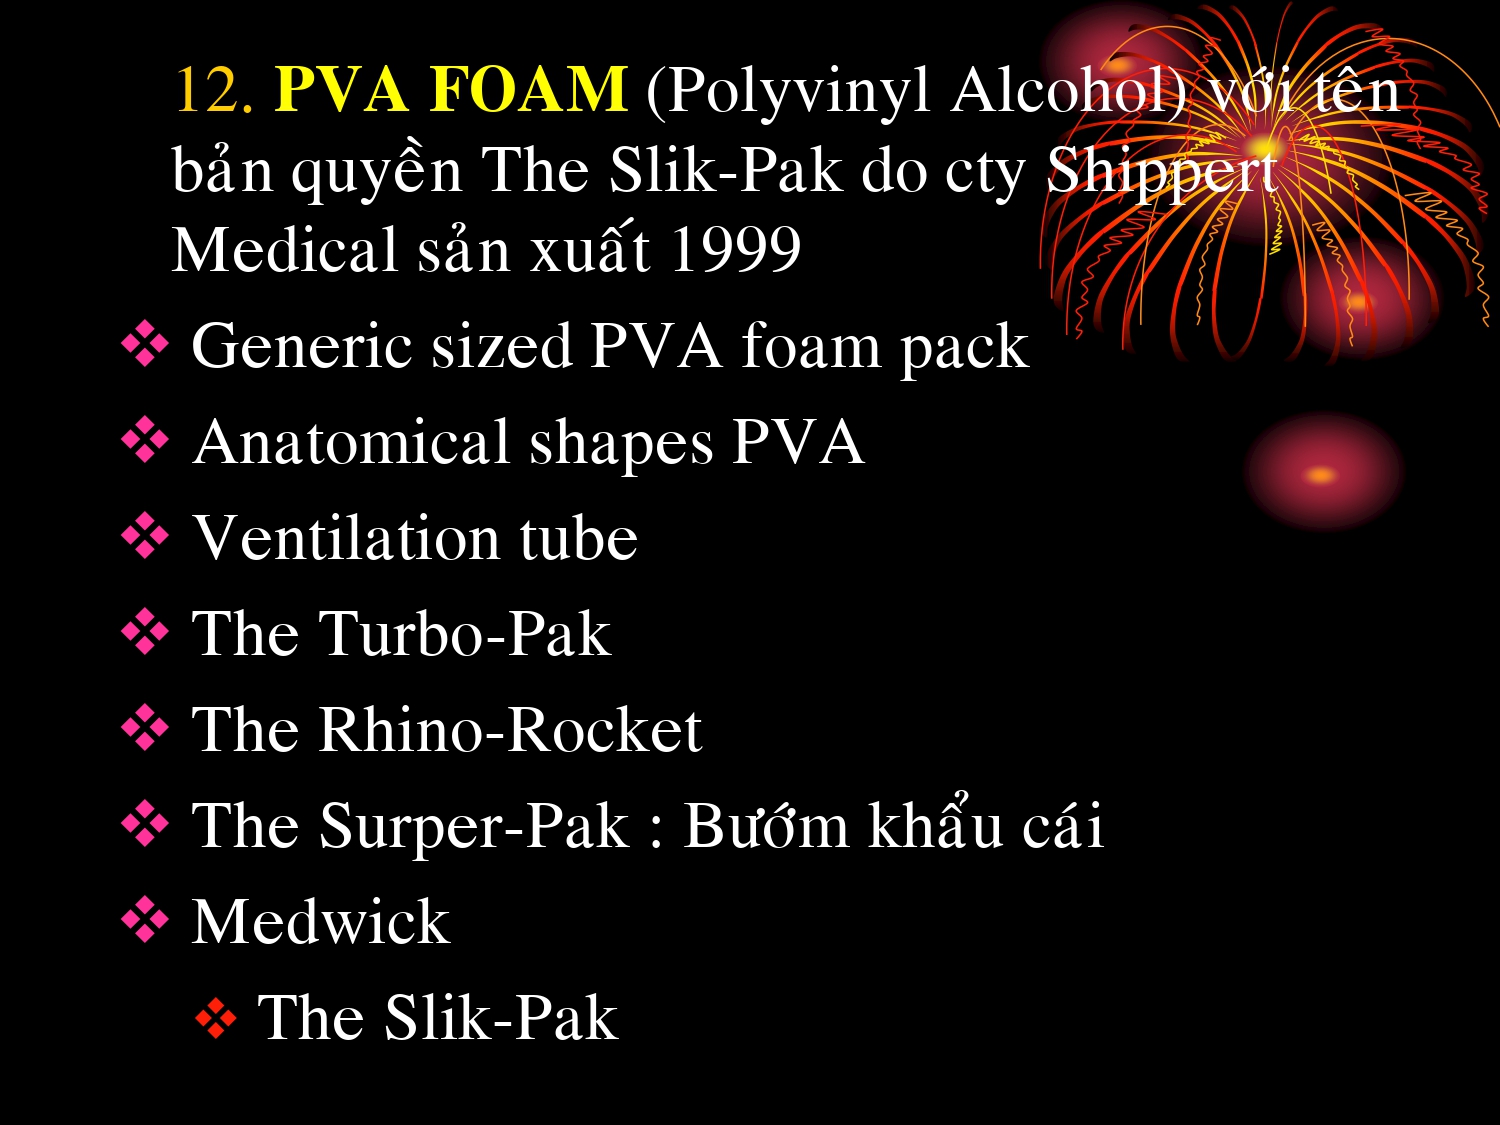 12. PVA FOAM (Polyvinyl Alcohol) với tên
bản quyền The Slik-Pak do cty Shippert
Medical sản xuất 1999
Generic sized PVA foam pack
Anatomical shapes PVA
Ventilation tube
The Turbo-Pak
The Rhino-Rocket
The Surper-Pak : Bướm khẩu cái
Medwick
The Slik-Pak